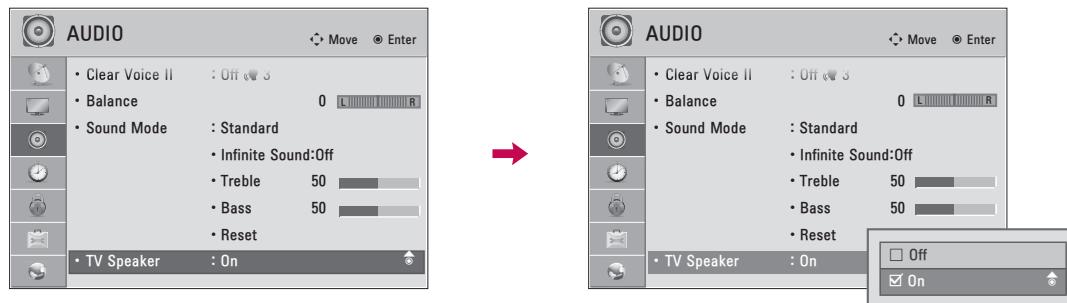 AUDIO
Move Enter
• Clear Voice II : Off 3
• Balance 0 L R
• Sound Mode : Standard
• Infinite Sound:Off
• Treble 50
• Bass 50
• Reset
• TV Speaker : On
AUDIO
Move Enter
• Clear Voice II : Off 3
• Balance 0 L R
• Sound Mode : Standard
• Infinite Sound:Off
• Treble 50
• Bass 50
• Reset
• TV Speaker : On
Off
On